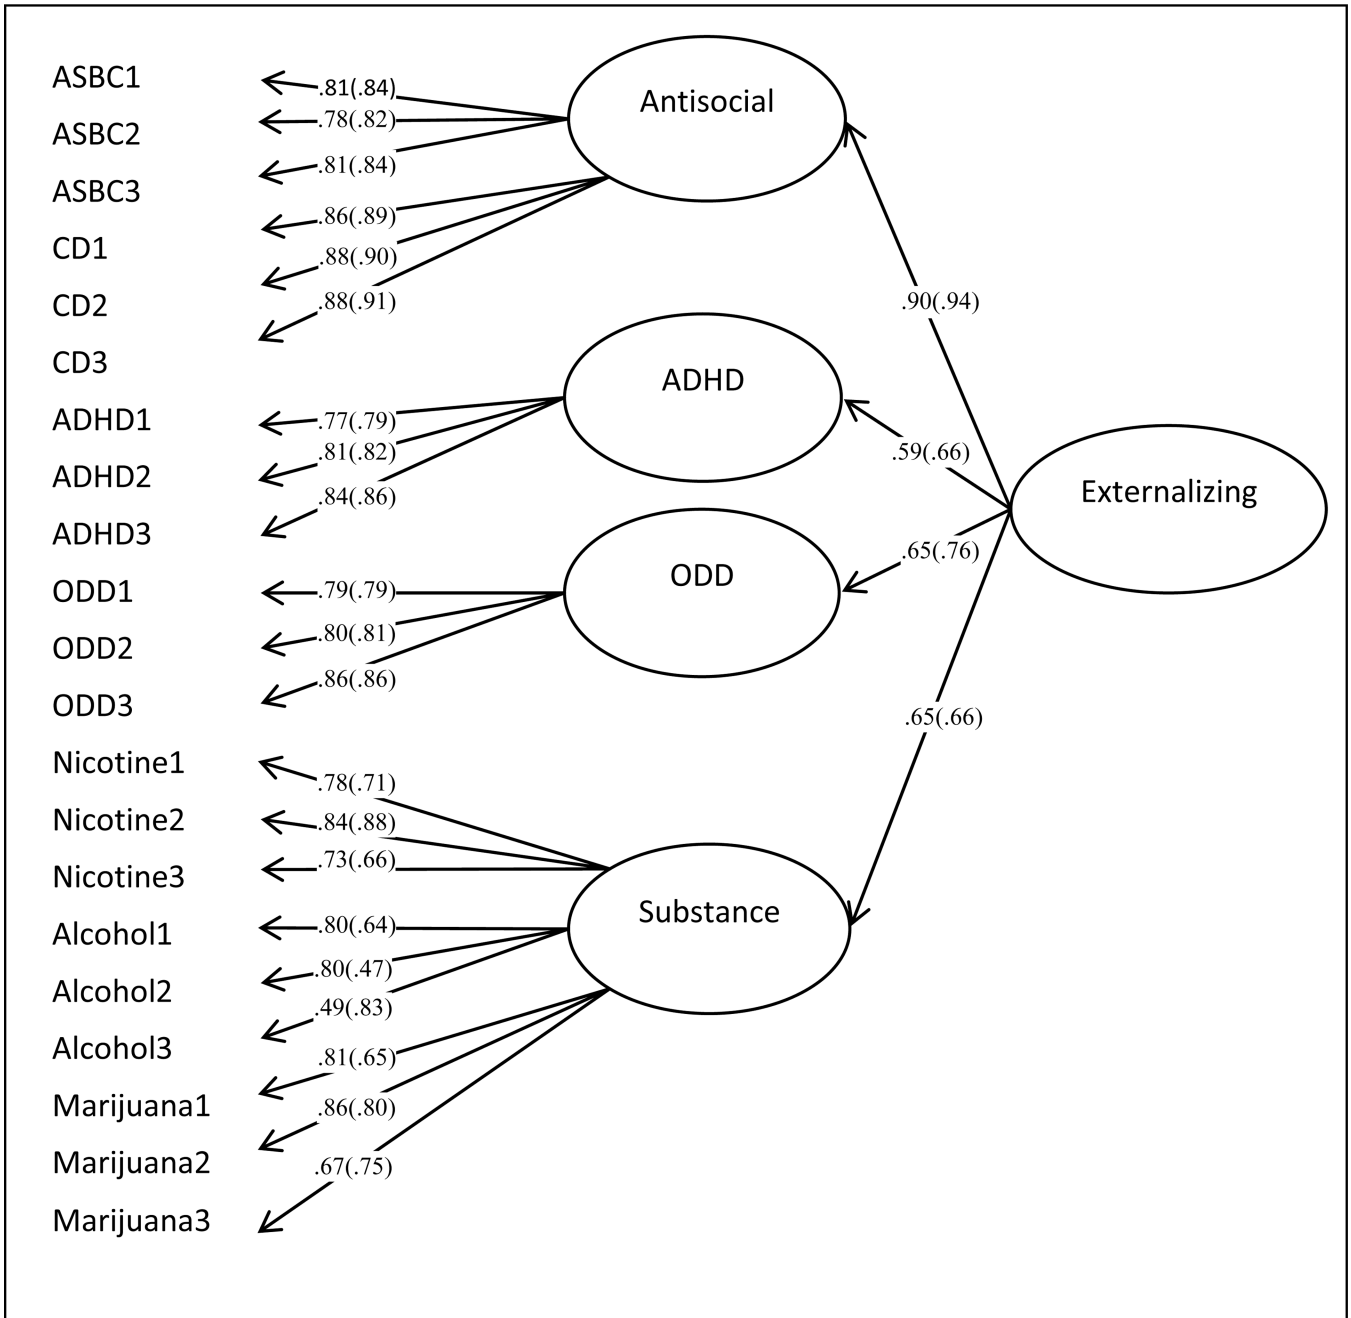 ASBC1
ASBC2
ASBC3
CD1
CD2
CD3
ADHD1
ADHD2
ADHD3
ODD1
ODD2
ODD3
Nicotine1
Nicotine2
Nicotine3
Alcohol1
Alcohol2
Alcohol3
Marijuana1
Marijuana2
Marijuana3
.81(.84)
.78(.82)
.81(.84)
.86(.89)
.88(.90)
.88(.91)
.77(.79)
.81(.82)
.84(.86)
.79(.79)
.80(.81)
.86(.86)
.78(.71)
.84(.88)
.73(.66)
.80(.64)
.80(.47)
.49(.83)
.81(.65)
.86(.80)
.67(.75)
Antisocial
ADHD
ODD
Substance
.90(.94)
.59(.66)
.65(.76)
.65(.66)
Externalizing